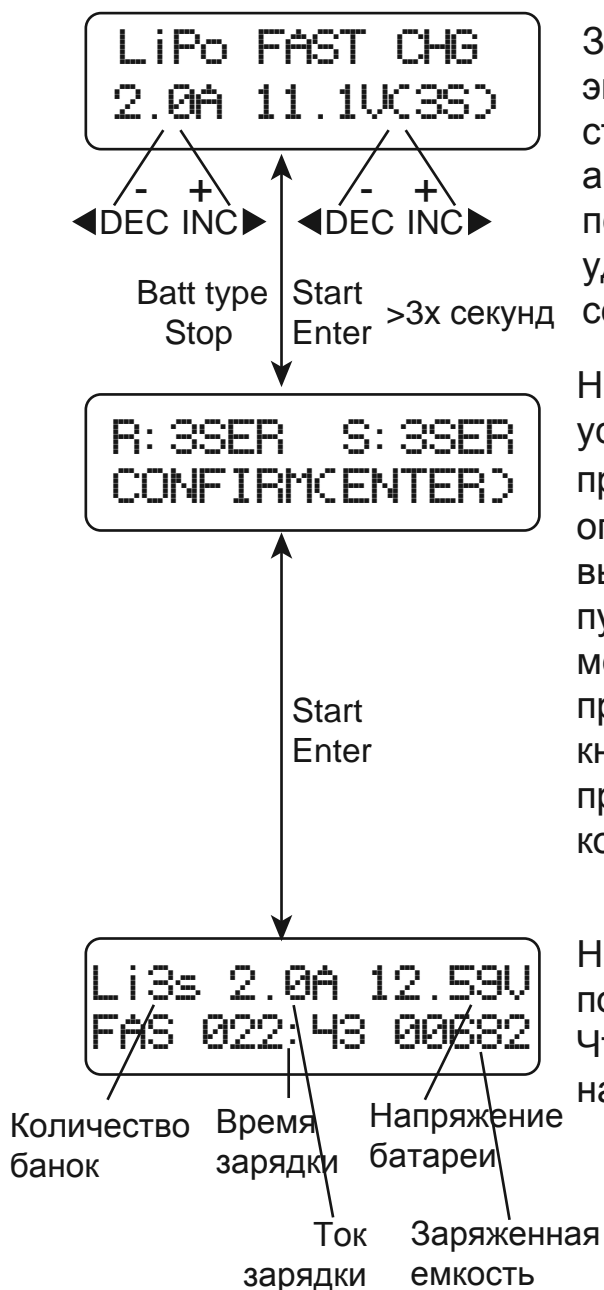 LiPo FAST CHG
2.0A 11.1V(3S)
- + - +
◀DEC INC▶ ◀DEC INC▶
Batt type Start
Stop Enter >3х секунд
R: 3SER S: 3SER
CONFIRM(ENTER)
Start
Enter
Li3s 2.0A 12.59V
FAS 022:43 00682
Количество Время Напряжение
банок зарядки батареи
Ток Заряженная
зарядки емкость